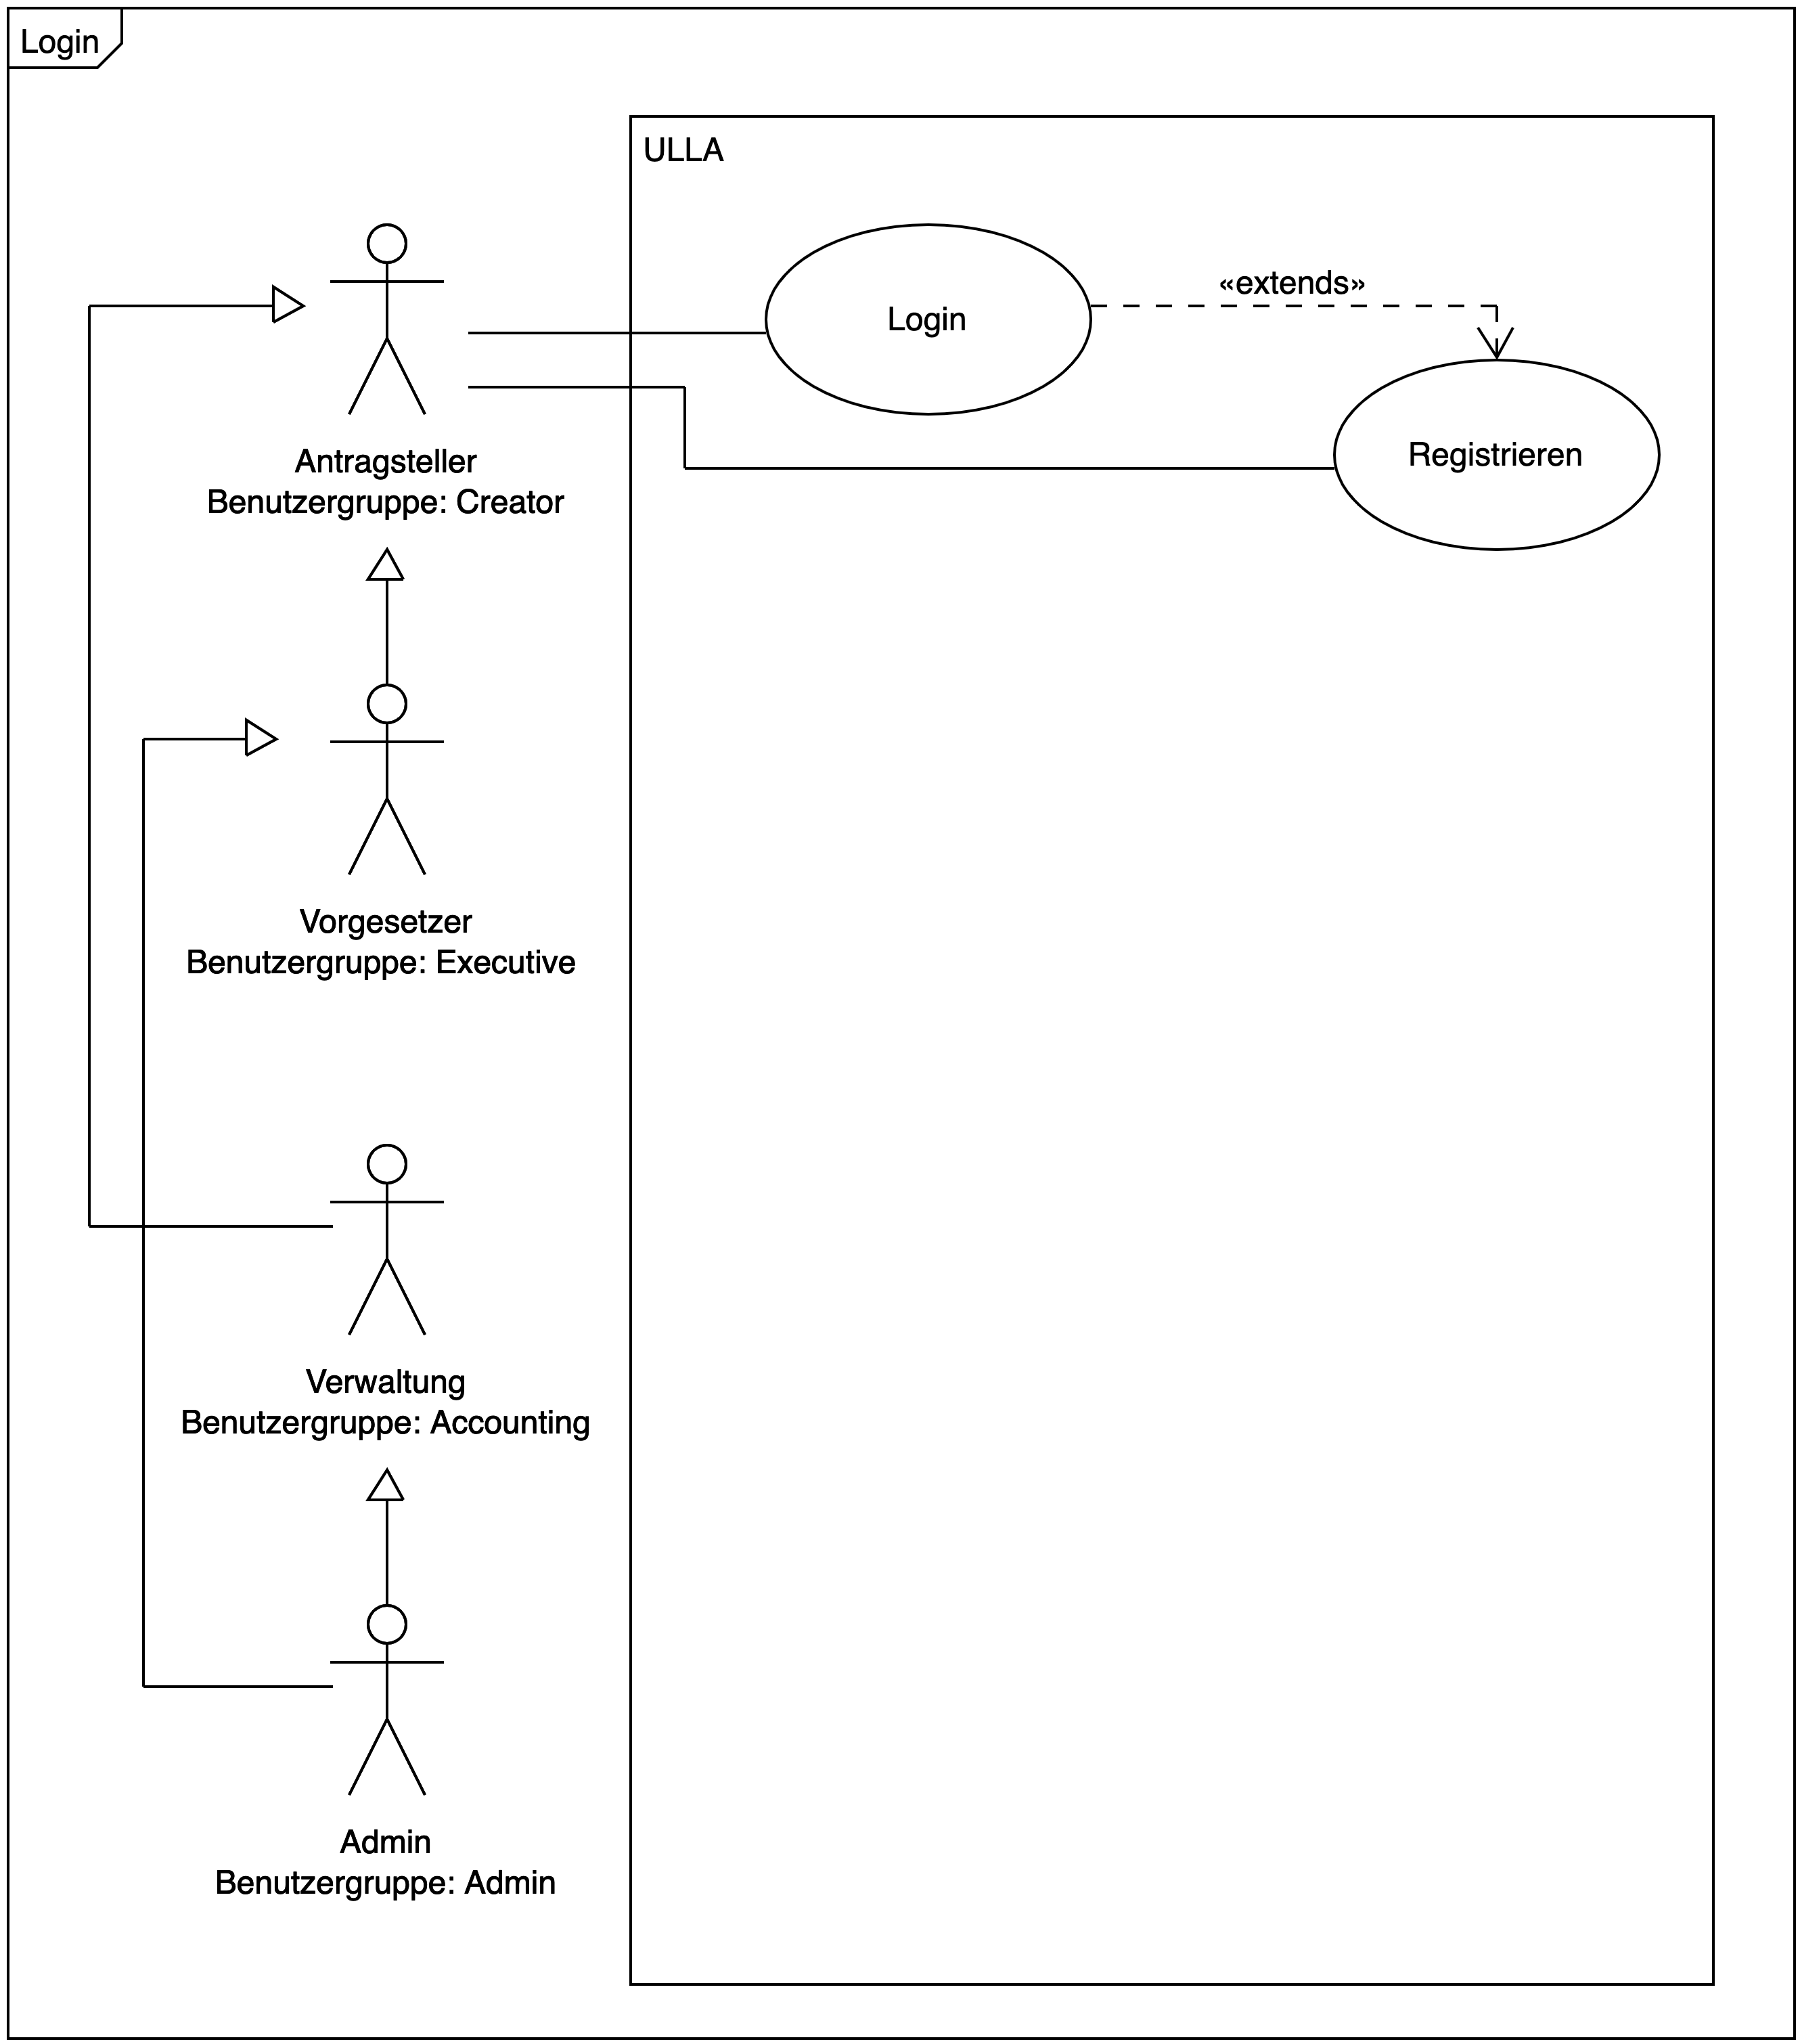 Login
ULLA
Login
«extends»
Registrieren
Antragsteller
Benutzergruppe: Creator
Vorgesetzer
Benutzergruppe: Executive
Verwaltung
Benutzergruppe: Accounting
Admin
Benutzergruppe: Admin